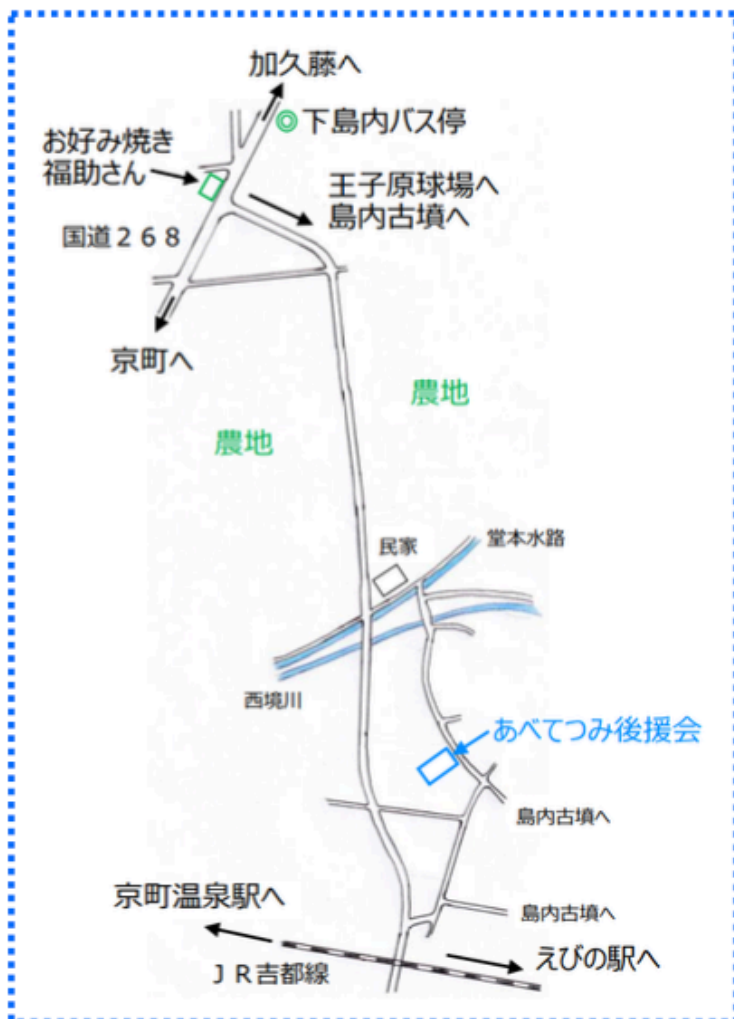 加久藤へ
下島内バス停
お好み焼き
福助さん
王子原球場へ
島内古墳へ
国道268
京町へ
農地
農地
民家
堂本水路
西境川
あべてつみ後援会
島内古墳へ
京町温泉駅へ
島内古墳へ
えびの駅へ
JR吉都線